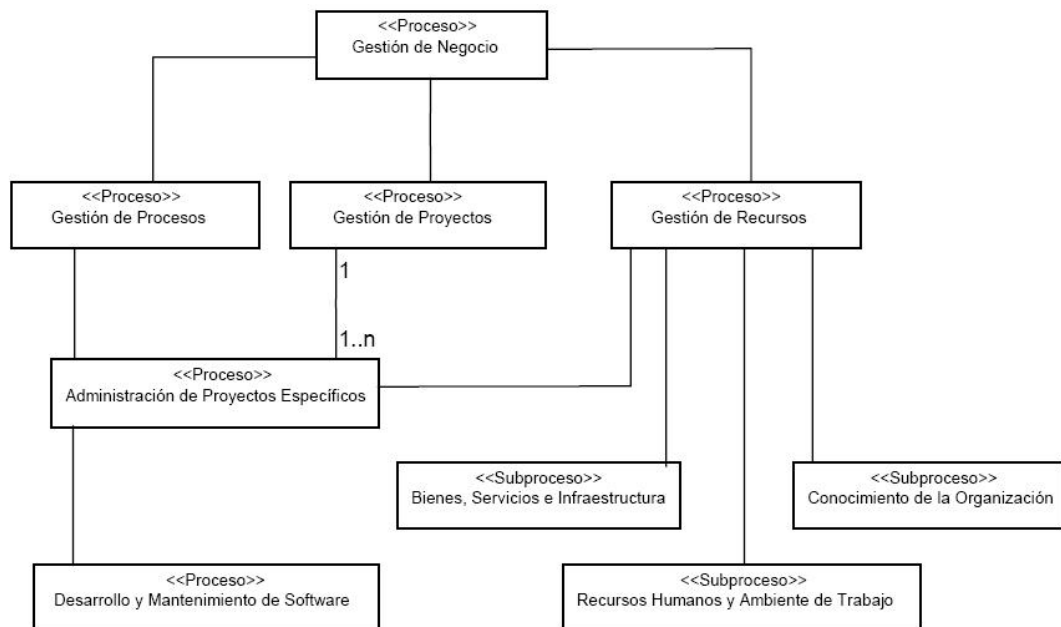 <<Proceso>>
Gestión de Negocio
<<Proceso>>
Gestión de Procesos
<<Proceso>>
Gestión de Proyectos
<<Proceso>>
Gestión de Recursos
1
1..n
<<Proceso>>
Administración de Proyectos Específicos
<<Subproceso>>
Bienes, Servicios e Infraestructura
<<Subproceso>>
Conocimiento de la Organización
<<Proceso>>
Desarrollo y Mantenimiento de Software
<<Subproceso>>
Recursos Humanos y Ambiente de Trabajo